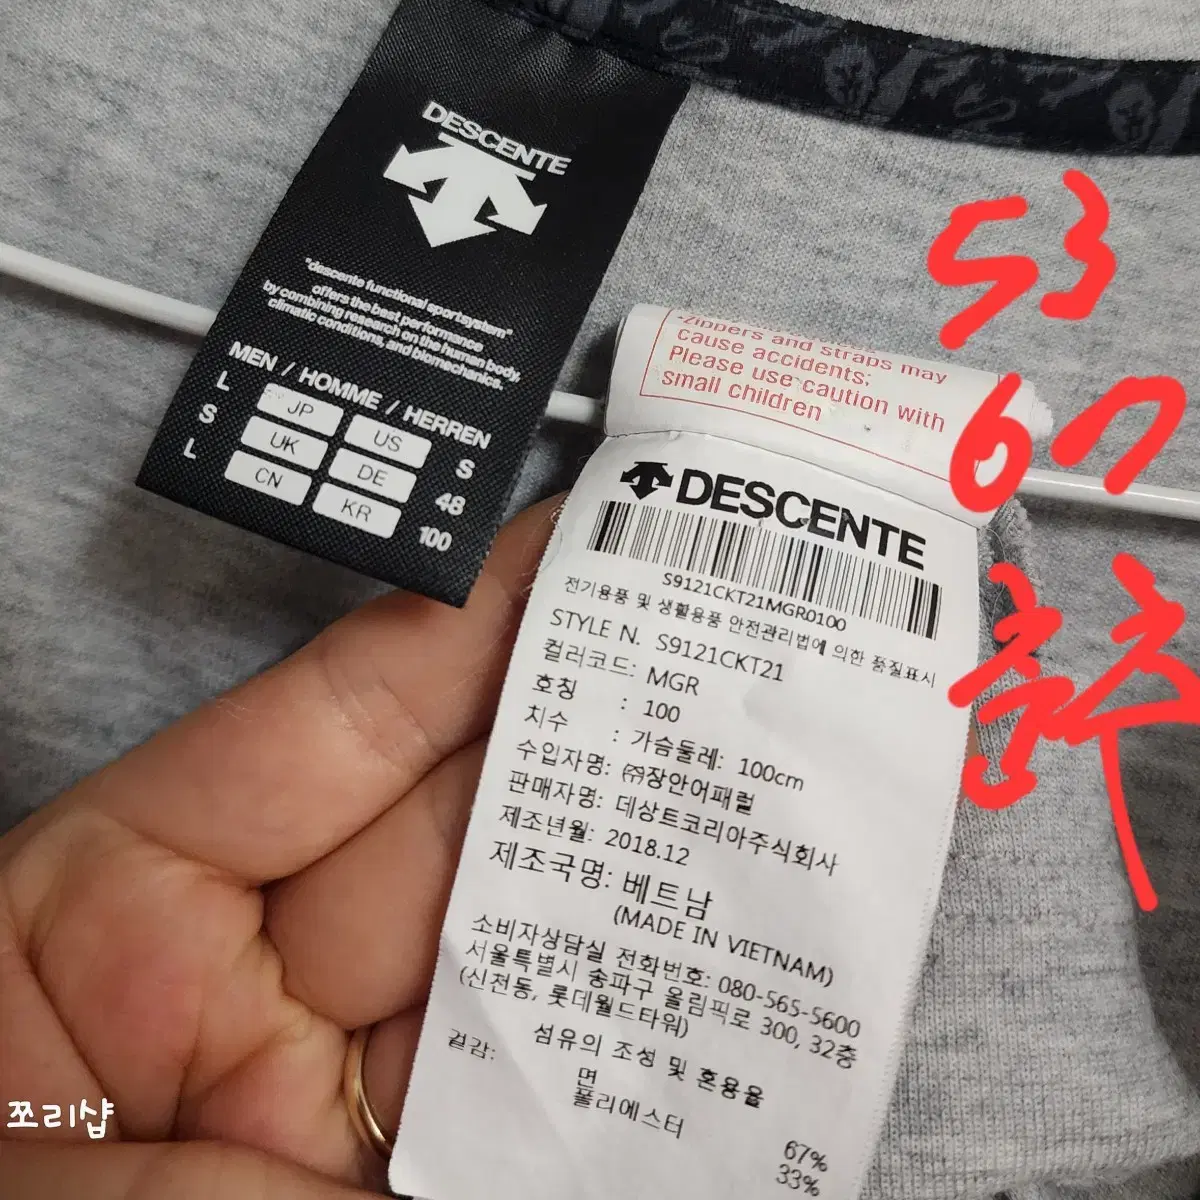 DESCENTE
"descente functional sportsystem"
offers the best performance
by combining research on the human body,
climatic conditions, and biomechanics.
MEN / HOMME / HERREN
L JP US S
S UK DE 48
L CN KR 100
53
67
춘추
Zippers and straps may
cause accidents;
Please use caution with
small children
DESCENTE
S9121CKT21MGR0100
전기용품 및 생활용품 안전관리법에 의한 품질표시
STYLE N. S9121CKT21
컬러코드: MGR
호칭 : 100
치수 : 가슴둘레: 100cm
수입자명: ㈜장안어패럴
판매자명: 데상트코리아주식회사
제조년월: 2018.12
제조국명: 베트남
(MADE IN VIETNAM)
소비자상담실 전화번호: 080-565-5600
서울특별시 송파구 올림픽로 300, 32층
(신천동, 롯데월드타워)
섬유의 조성 및 혼용율
겉감:
면 67%
폴리에스터 33%
쪼리샵